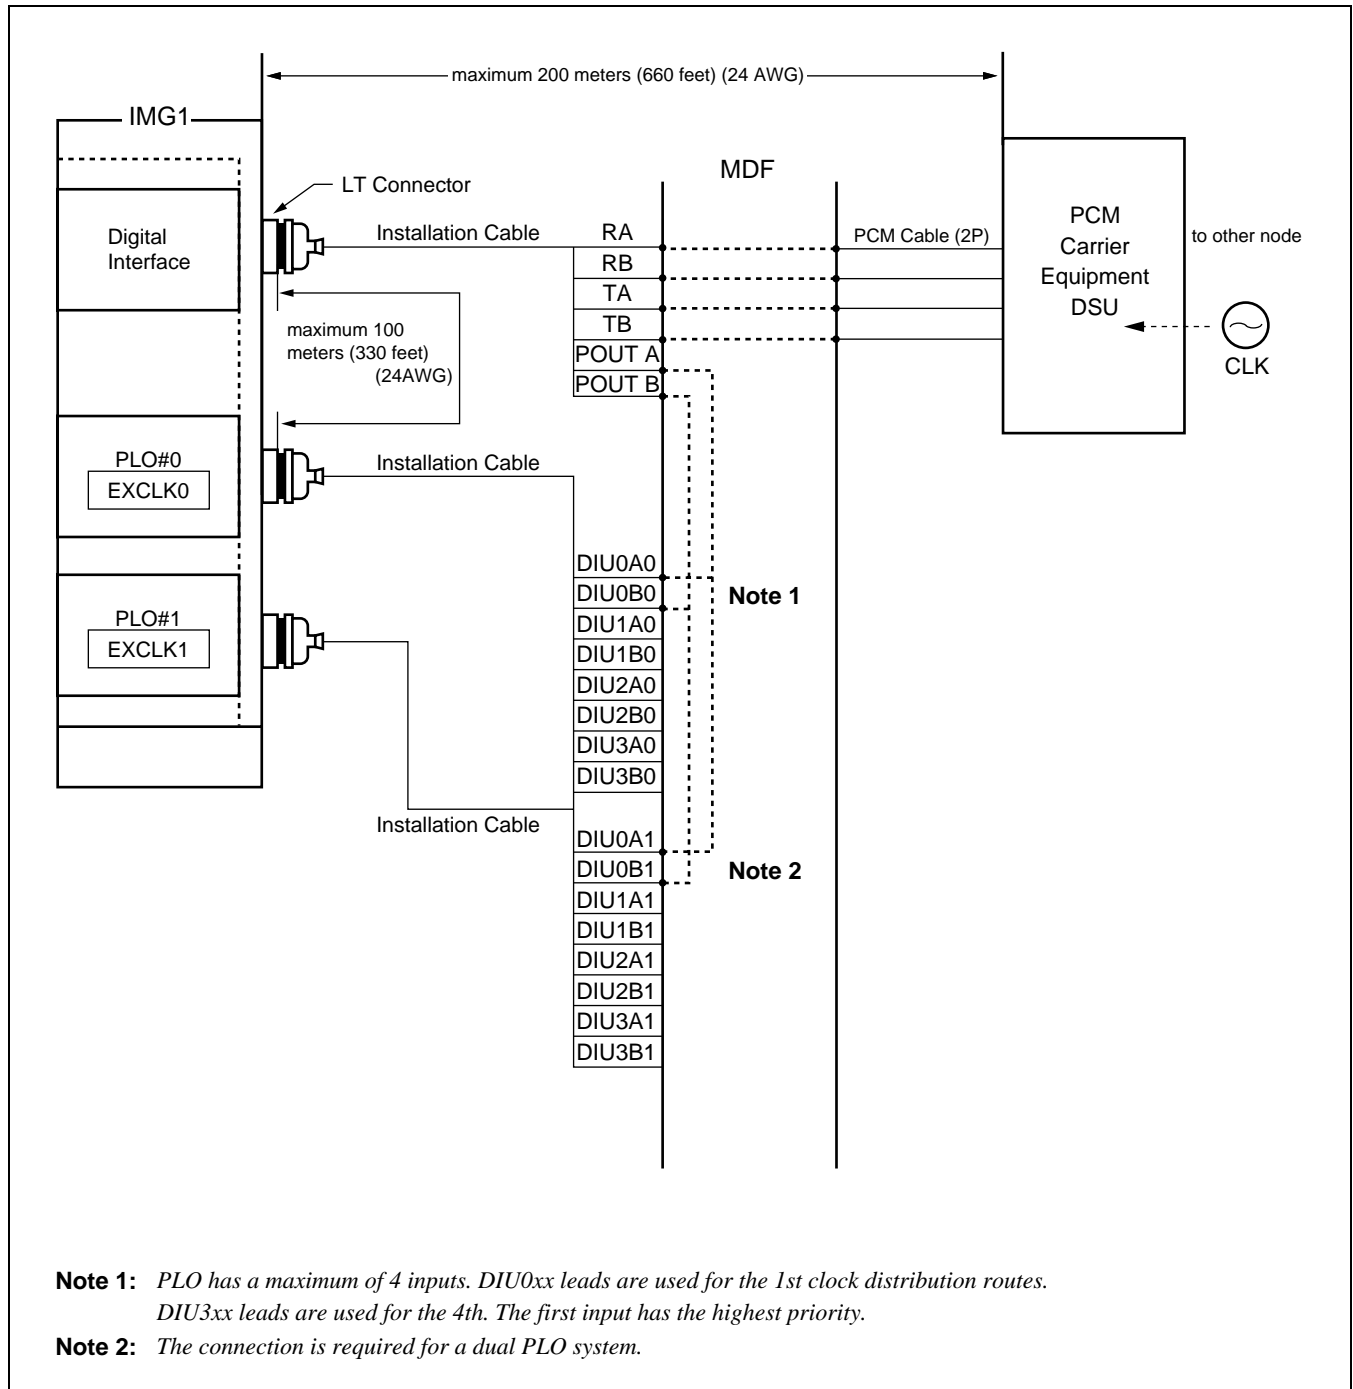 maximum 200 meters (660 feet) (24 AWG)
IMG1
MDF
LT Connector
Digital
Interface
Installation Cable
RA
RB
TA
TB
POUT A
POUT B
PCM Cable (2P)
PCM
Carrier
Equipment
DSU
to other node
CLK
maximum 100
meters (330 feet)
(24AWG)
PLO#0
EXCLK0
Installation Cable
DIU0A0
DIU0B0
DIU1A0
DIU1B0
DIU2A0
DIU2B0
DIU3A0
DIU3B0
Note 1
PLO#1
EXCLK1
Installation Cable
DIU0A1
DIU0B1
DIU1A1
DIU1B1
DIU2A1
DIU2B1
DIU3A1
DIU3B1
Note 2
Note 1: PLO has a maximum of 4 inputs. DIU0xx leads are used for the 1st clock distribution routes.
DIU3xx leads are used for the 4th. The first input has the highest priority.
Note 2: The connection is required for a dual PLO system.